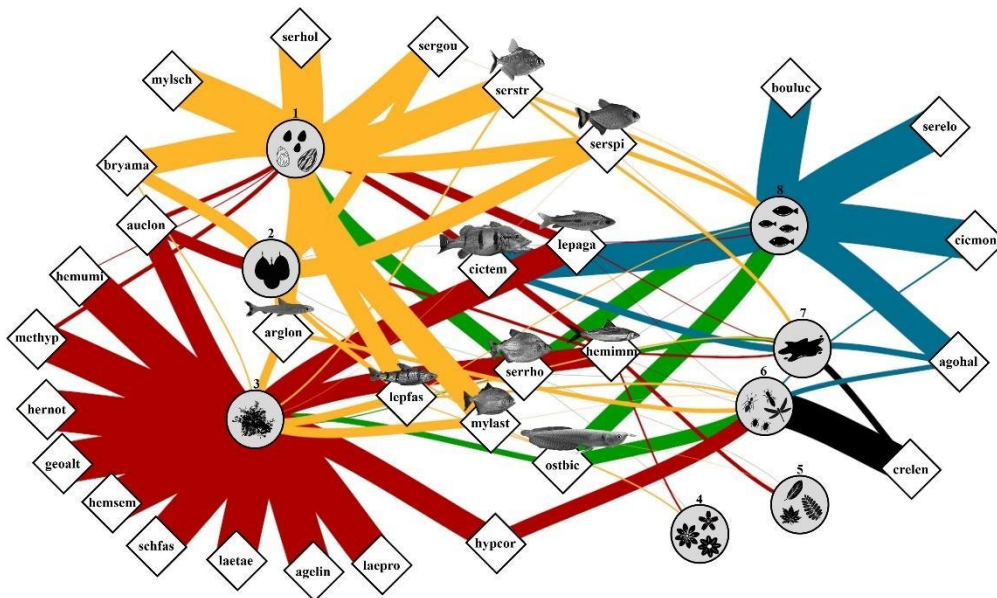 serhol
sergou
mylsch
serstr
bouluc
serelo
1
serspi
bryama
8
auclon
2
lepaga
cicmon
hemumi
cictem
7
methyp
arglon
hemimm
agohal
serrho
6
3
lepfas
hernot
mylast
geoalt
ostbic
5
crelen
hemsem
4
schfas
hypcor
laetae
agelin
laepro